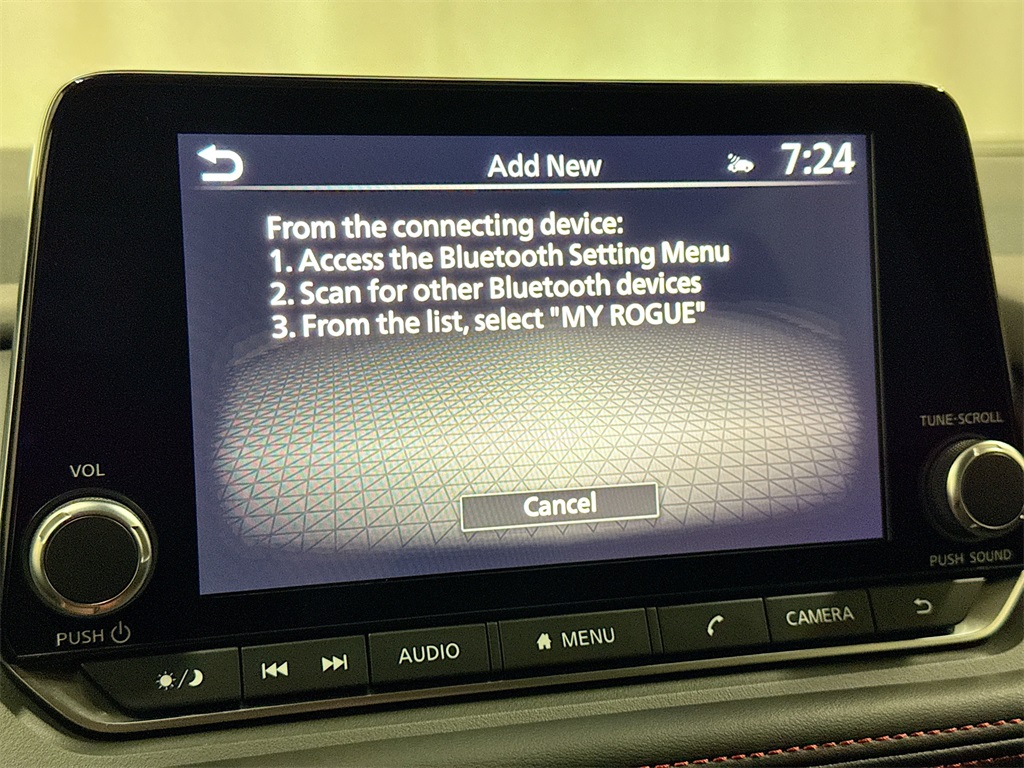 Add New
7:24
From the connecting device:
1. Access the Bluetooth Setting Menu
2. Scan for other Bluetooth devices
3. From the list, select "MY ROGUE"
Cancel
VOL
PUSH
TUNE·SCROLL
PUSH SOUND
AUDIO
MENU
CAMERA